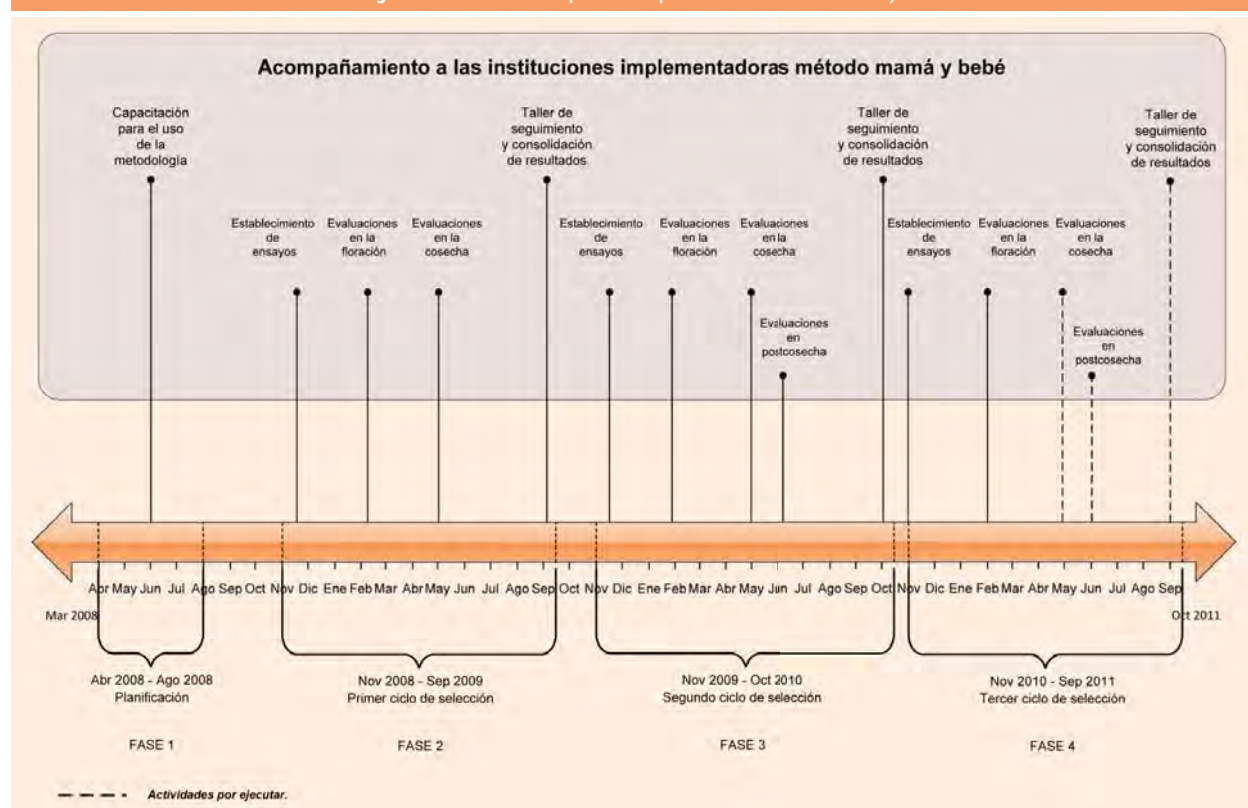 Acompañamiento a las instituciones implementadoras método mamá y bebé
Capacitación
para el uso
de la
metodología
Taller de
seguimiento
y consolidación
de resultados
Taller de
seguimiento
y consolidación
de resultados
Taller de
seguimiento
y consolidación
de resultados
Establecimiento
de
ensayos
Evaluaciones
en la
floración
Evaluaciones
en la
cosecha
Establecimiento
de
ensayos
Evaluaciones
en la
floración
Evaluaciones
en la
cosecha
Establecimiento
de
ensayos
Evaluaciones
en la
floración
Evaluaciones
en la
cosecha
Evaluaciones
en
postcosecha
Evaluaciones
en
postcosecha
Apr May Jun Jul Ago Sep Oct Nov Dic Ene Feb Mar Abr May Jun Jul Ago Sep Oct Nov Dic Ene Feb Mar Abr May Jun Jul Ago Sep Oct Nov Dic Ene Feb Mar Abr May Jun Jul Ago Sep
Mar 2008
Oct 2011
Abr 2008 - Ago 2008
Planificación
Nov 2008 - Sep 2009
Primer ciclo de selección
Nov 2009 - Oct 2010
Segundo ciclo de selección
Nov 2010 - Sep 2011
Tercer ciclo de selección
FASE 1
FASE 2
FASE 3
FASE 4
Actividades por ejecutar.